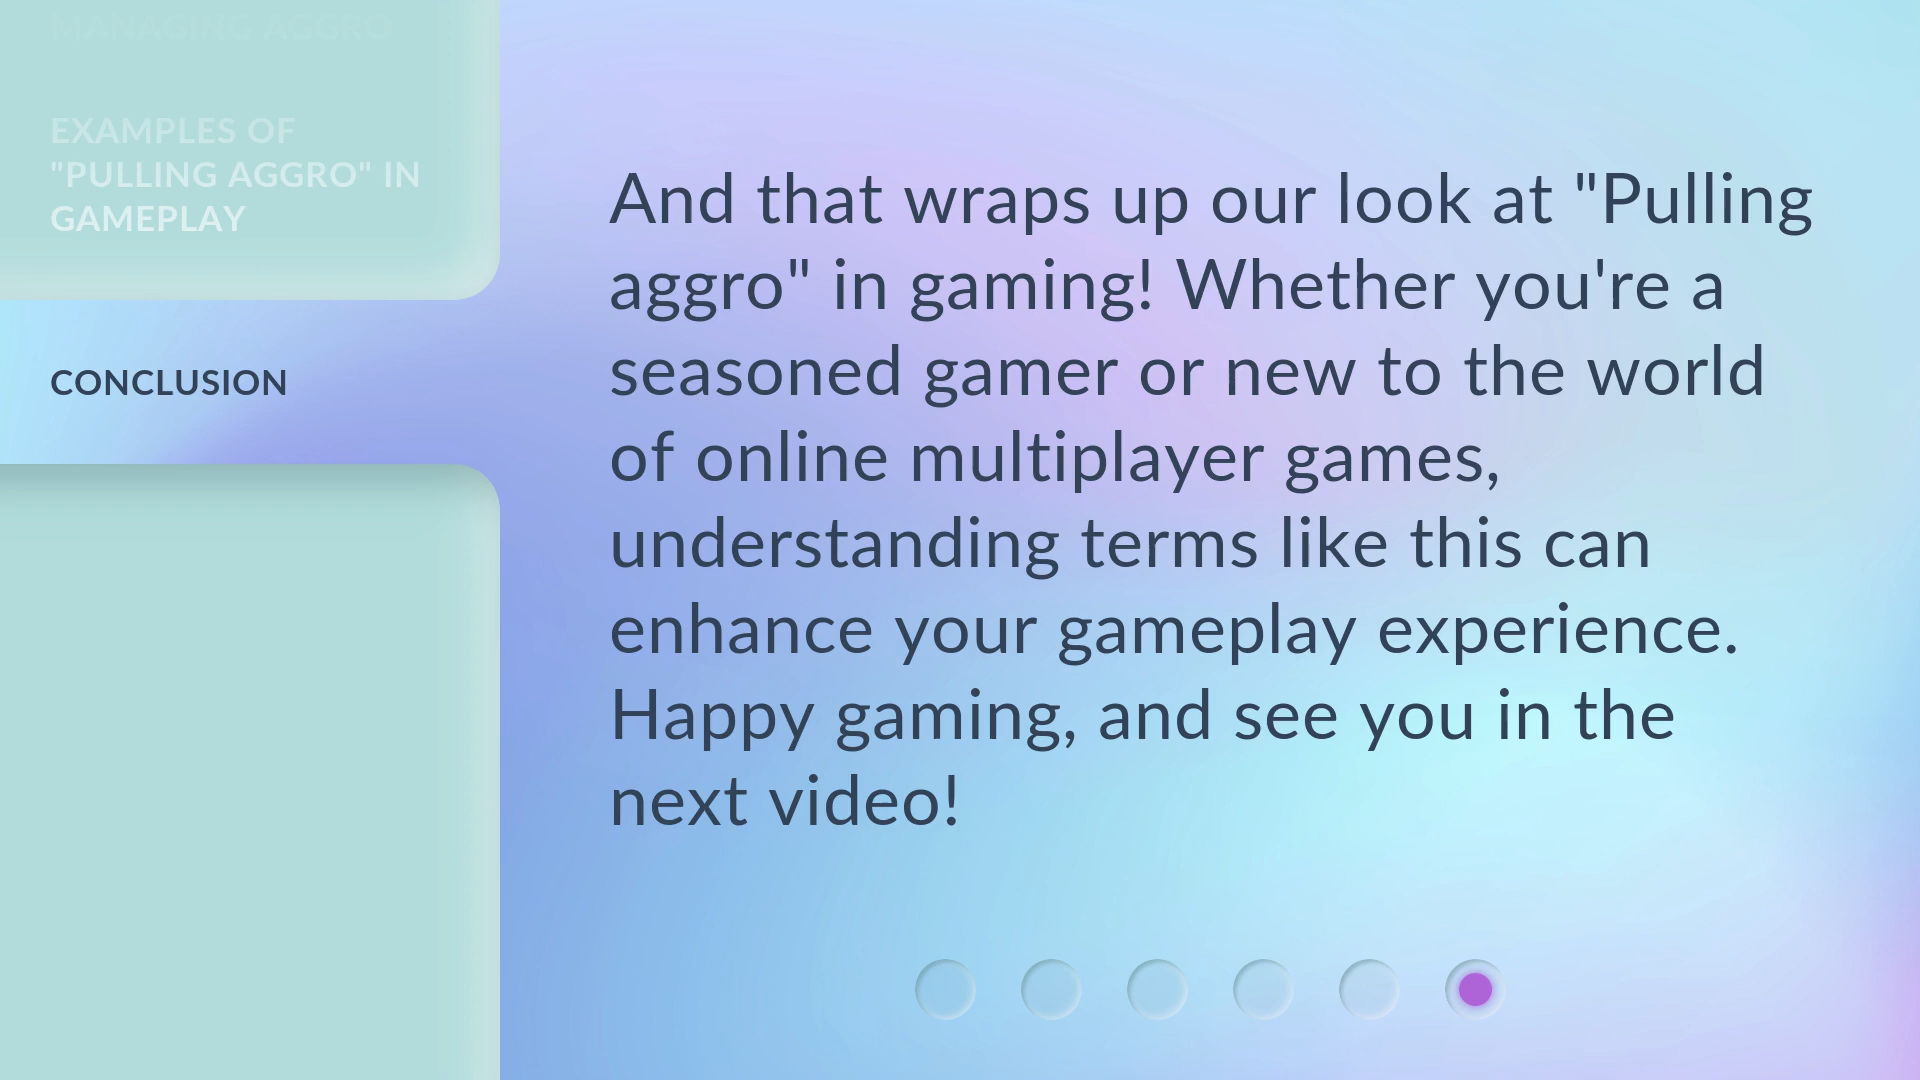 MANAGING AGGRO
EXAMPLES OF
"PULLING AGGRO" IN
GAMEPLAY
CONCLUSION
And that wraps up our look at "Pulling
aggro" in gaming! Whether you're a
seasoned gamer or new to the world
of online multiplayer games,
understanding terms like this can
enhance your gameplay experience.
Happy gaming, and see you in the
next video!